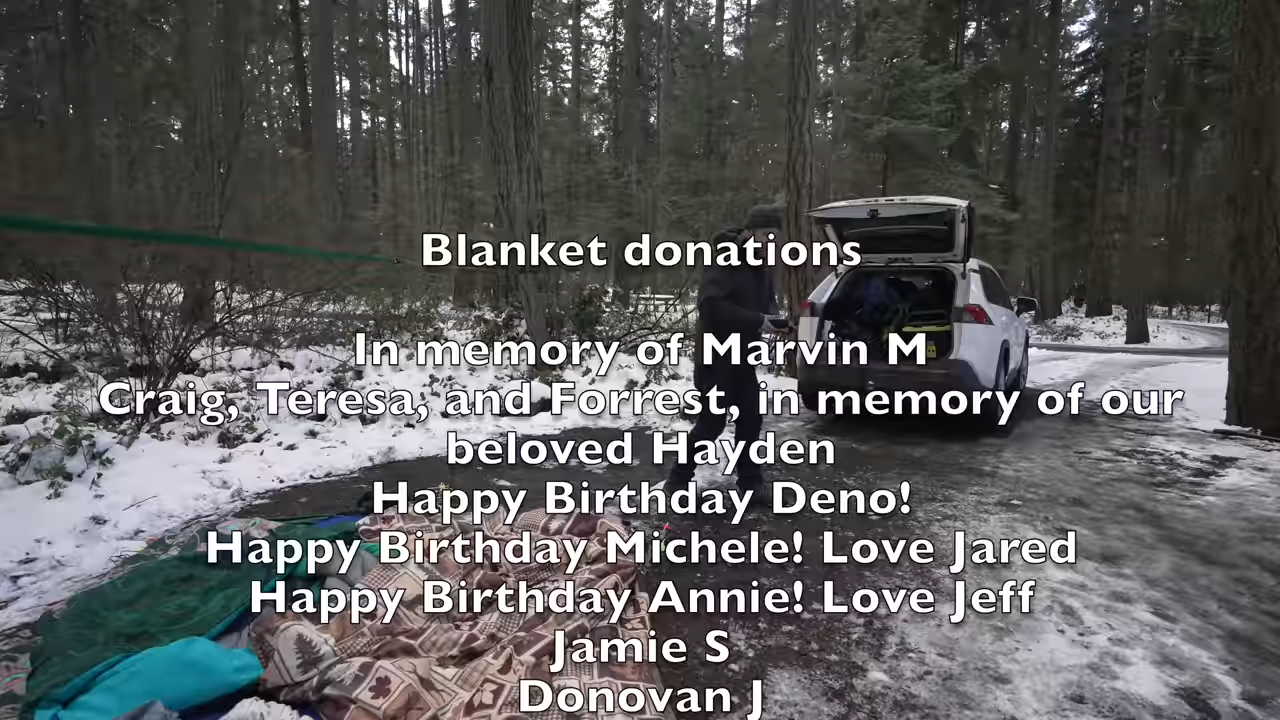 Blanket donations
In memory of Marvin M
Craig, Teresa, and Forrest, in memory of our
beloved Hayden
Happy Birthday Deno!
Happy Birthday Michele! Love Jared
Happy Birthday Annie! Love Jeff
Jamie S
Donovan J